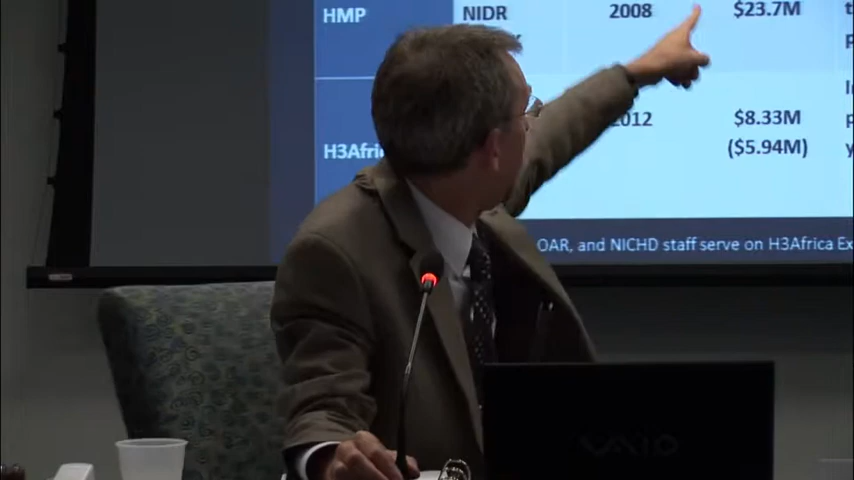 HMP NIDR 2008 $23.7M
H3Africa 2012 $8.33M
($5.94M)
OAR, and NICHD staff serve on H3Africa Ex
VAIO